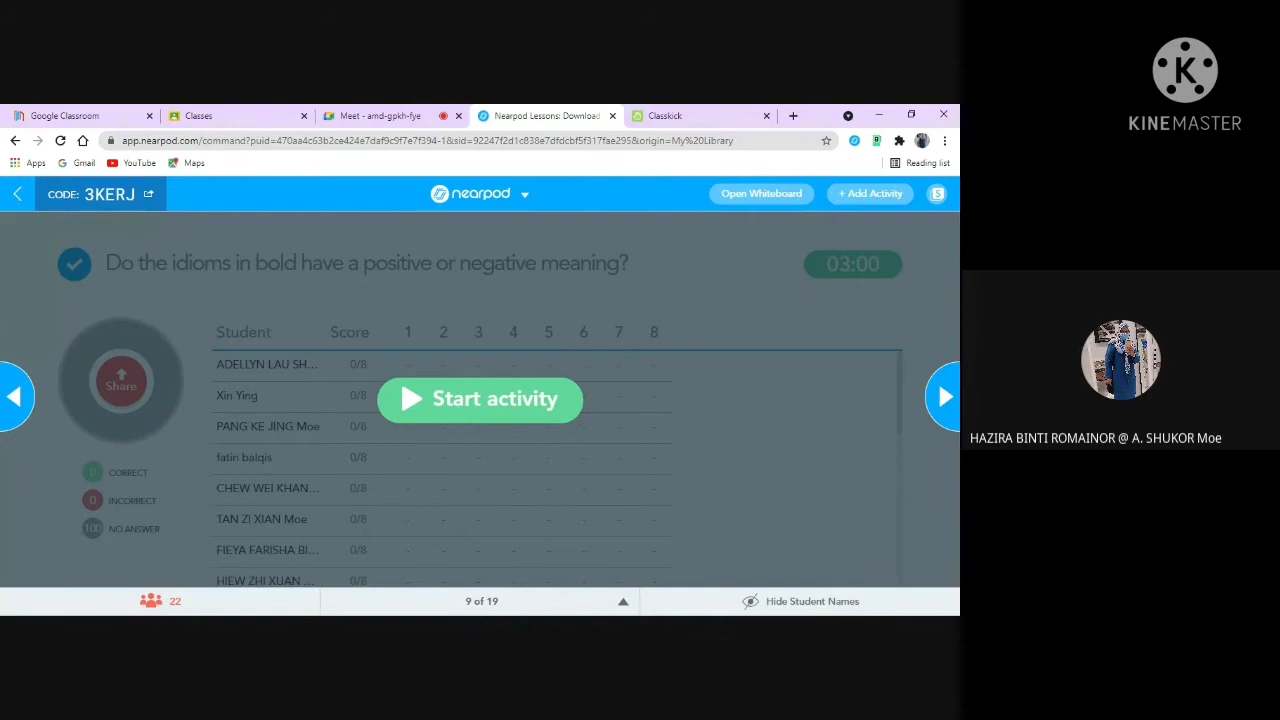 K
KINEMASTER
Google Classroom
Classes
Meet - amd-gpkh-fye
Nearpod Lessons: Download
Classkick
app.nearpod.com/command?puid=470aa4c63b2ce424e7daf9c9f7e7f394-1&sid=92247f2d1c838e7dfdcbf5f317fae295&origin=My%20Library
Apps
Gmail
YouTube
Maps
Reading list
CODE: 3KERJ
nearpod
Open Whiteboard
+ Add Activity
Do the idioms in bold have a positive or negative meaning?
03:00
Student Score 1 2 3 4 5 6 7 8
ADELLYN LAU SH... 0/8 - - - - - - - -
Xin Ying 0/8
Share
Start activity
PANG KE JING Moe 0/8 - - - - - - - -
fatin balqis 0/8 - - - - - - - -
0 CORRECT
CHEW WEI KHAN... 0/8 - - - - - - - -
0 INCORRECT
TAN ZI XIAN Moe 0/8 - - - - - - - -
100 NO ANSWER
FIEYA FARISHA BI... 0/8 - - - - - - - -
HIEW ZHI XUAN ... 0/8 - - - - - - - -
22
9 of 19
Hide Student Names
HAZIRA BINTI ROMAINOR @ A. SHUKOR Moe